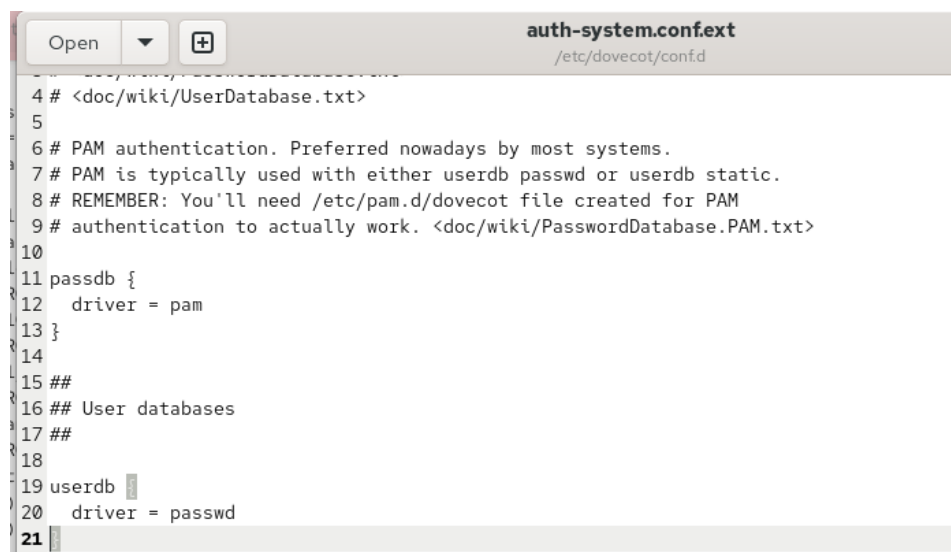 Open
auth-system.conf.ext
/etc/dovecot/conf.d
4 # <doc/wiki/UserDatabase.txt>
5
6 # PAM authentication. Preferred nowadays by most systems.
7 # PAM is typically used with either userdb passwd or userdb static.
8 # REMEMBER: You'll need /etc/pam.d/dovecot file created for PAM
9 # authentication to actually work. <doc/wiki/PasswordDatabase.PAM.txt>
10
11 passdb {
12   driver = pam
13 }
14
15 ##
16 ## User databases
17 ##
18
19 userdb {
20   driver = passwd
21 }